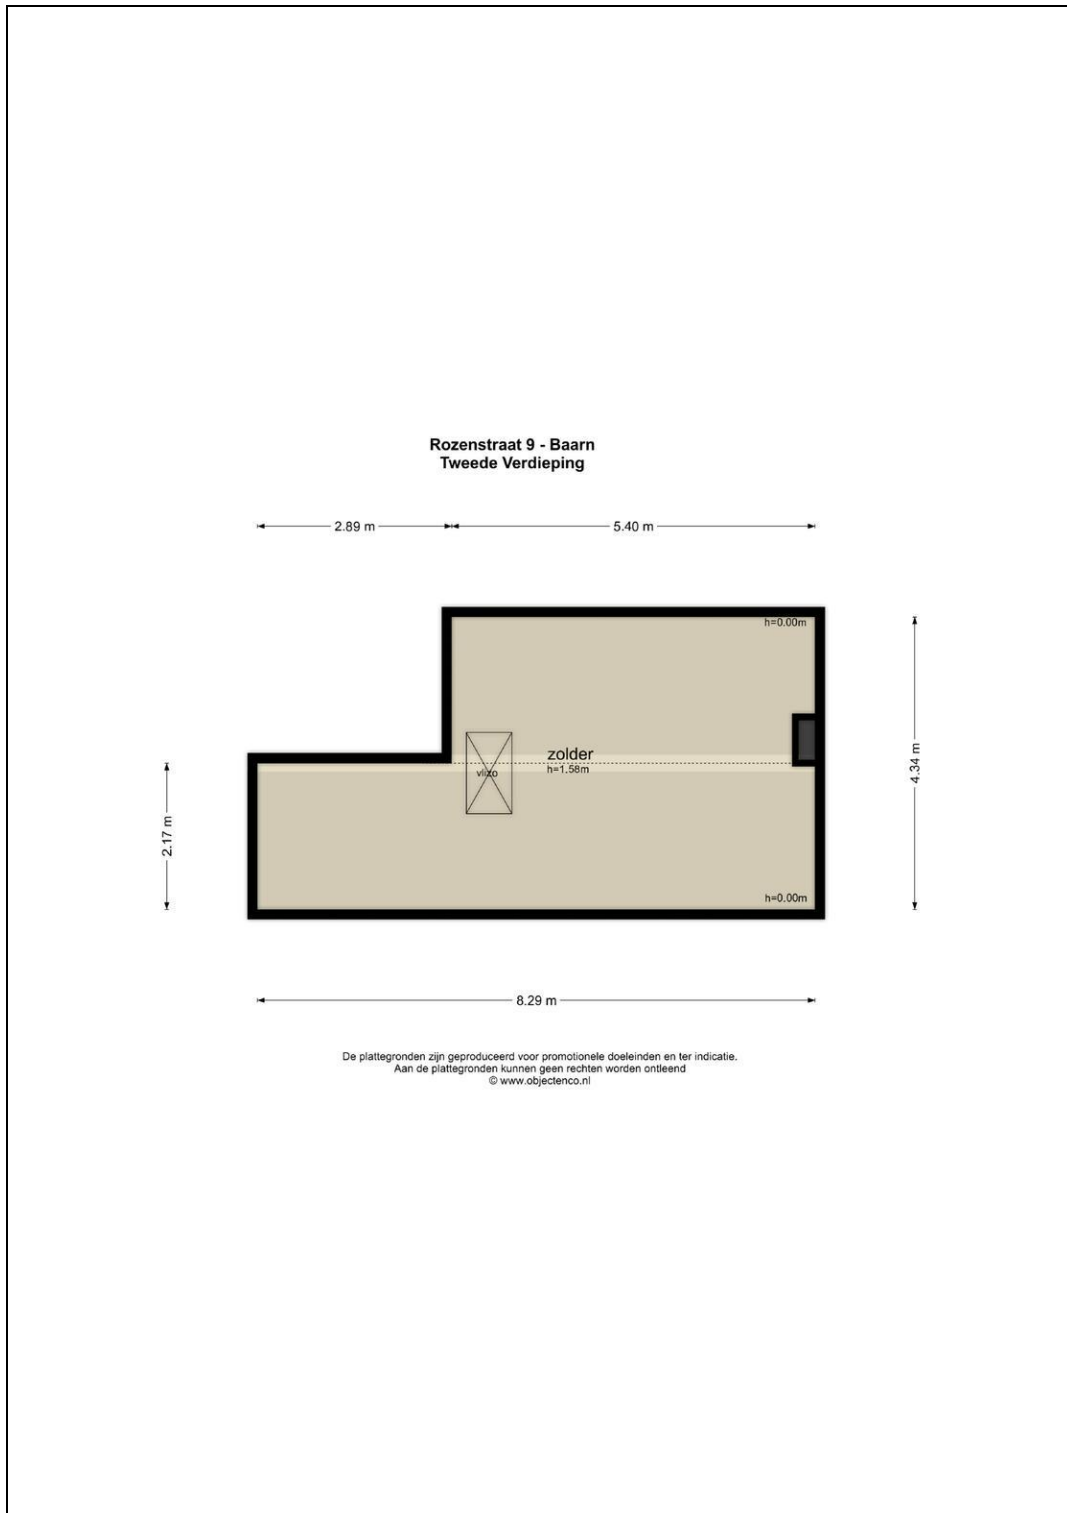 Rozenstraat 9 - Baarn
Tweede Verdieping
2.89 m
5.40 m
h=0.00m
zolder
h=1.58m
vlizo
4.34 m
2.17 m
h=0.00m
8.29 m
De plattegronden zijn geproduceerd voor promotionele doeleinden en ter indicatie.
Aan de plattegronden kunnen geen rechten worden ontleend
© www.objectenco.nl